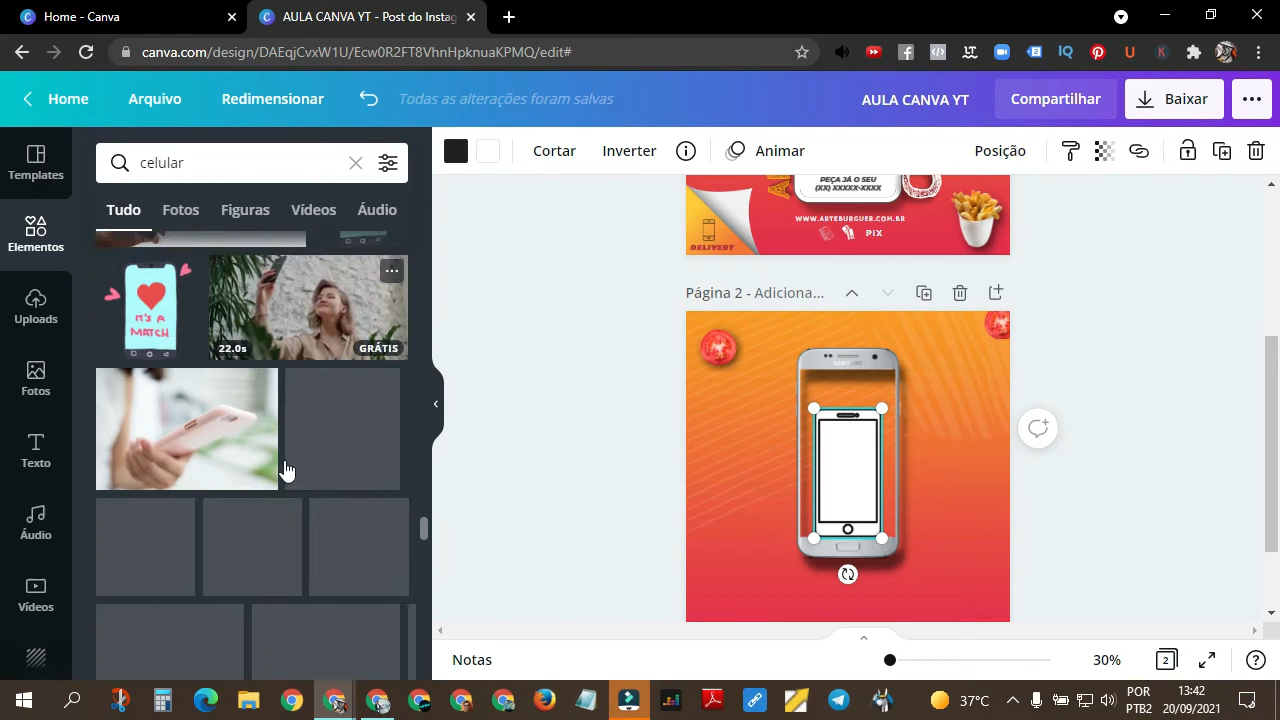 Home - Canva
AULA CANVA YT - Post do Instag
canva.com/design/DAEqjCvxW1U/Ecw0R2FT8VhnHpknuaKPMQ/edit#
Home
Arquivo
Redimensionar
Todas as alterações foram salvas
AULA CANVA YT
Compartilhar
Baixar
Templates
Elementos
Uploads
Fotos
Texto
Áudio
Vídeos
celular
Tudo
Fotos
Figuras
Vídeos
Áudio
IT'S A
MATCH
22.0s
GRÁTIS
Cortar
Inverter
Animar
Posição
PEÇA JÁ O SEU
(XX) XXXXX-XXXX
WWW.ARTEBURGUER.COM.BR
PIX
DELIVERY
Página 2 - Adiciona...
SAMSUNG
Notas
30%
2
37°C
POR
PTB2
13:42
20/09/2021